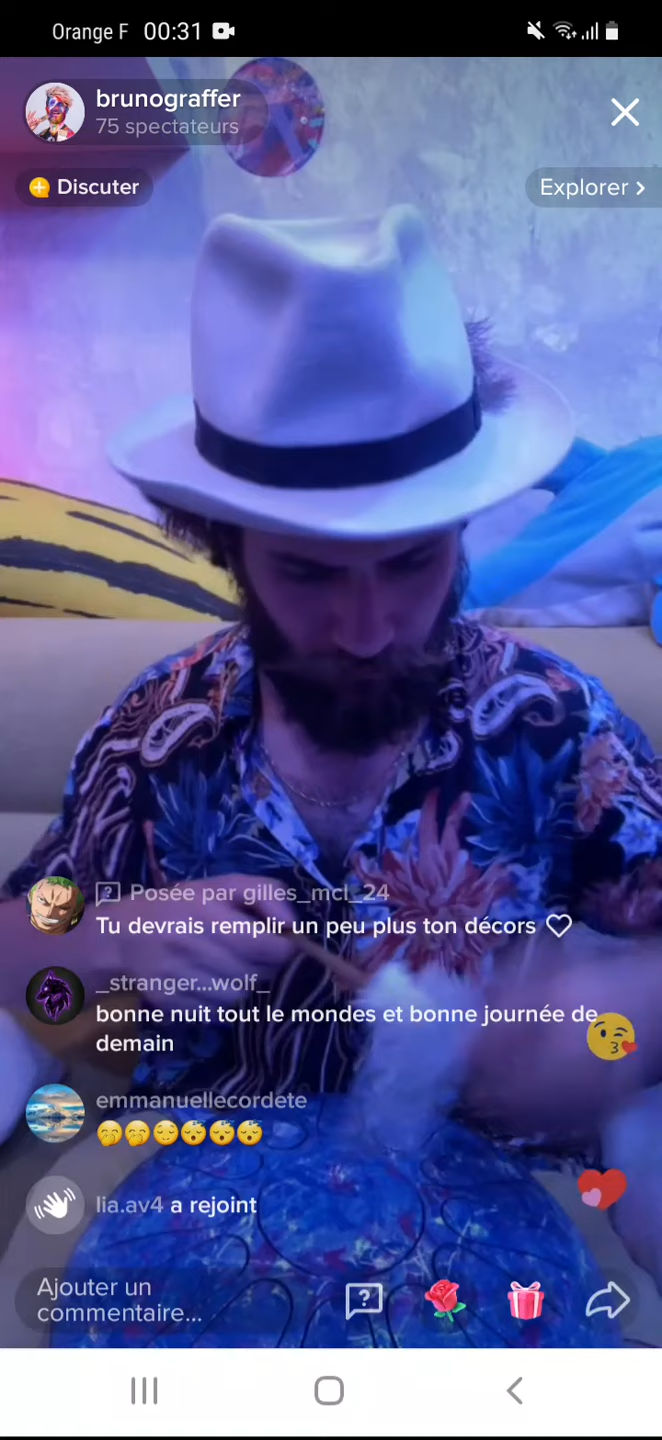 Orange F 00:31
brunograffer
75 spectateurs
Discuter
Explorer
Posée par gilles_mcl_24
Tu devrais remplir un peu plus ton décors
_stranger...wolf_
bonne nuit tout le mondes et bonne journée de
demain
emmanuellecordete
lia.av4 a rejoint
Ajouter un
commentaire...